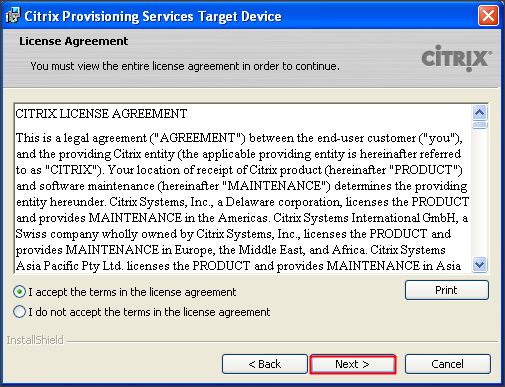 Citrix Provisioning Services Target Device
License Agreement
You must view the entire license agreement in order to continue.
CITRIX
CITRIX LICENSE AGREEMENT
This is a legal agreement ("AGREEMENT") between the end-user customer ("you"),
and the providing Citrix entity (the applicable providing entity is hereinafter referred
to as "CITRIX"). Your location of receipt of Citrix product (hereinafter "PRODUCT")
and software maintenance (hereinafter "MAINTENANCE") determines the providing
entity hereunder. Citrix Systems, Inc., a Delaware corporation, licenses the PRODUCT
and provides MAINTENANCE in the Americas. Citrix Systems International GmbH, a
Swiss company wholly owned by Citrix Systems, Inc., licenses the PRODUCT and
provides MAINTENANCE in Europe, the Middle East, and Africa. Citrix Systems
Asia Pacific Pty Ltd. licenses the PRODUCT and provides MAINTENANCE in Asia
I accept the terms in the license agreement
Print
I do not accept the terms in the license agreement
InstallShield
< Back
Next >
Cancel